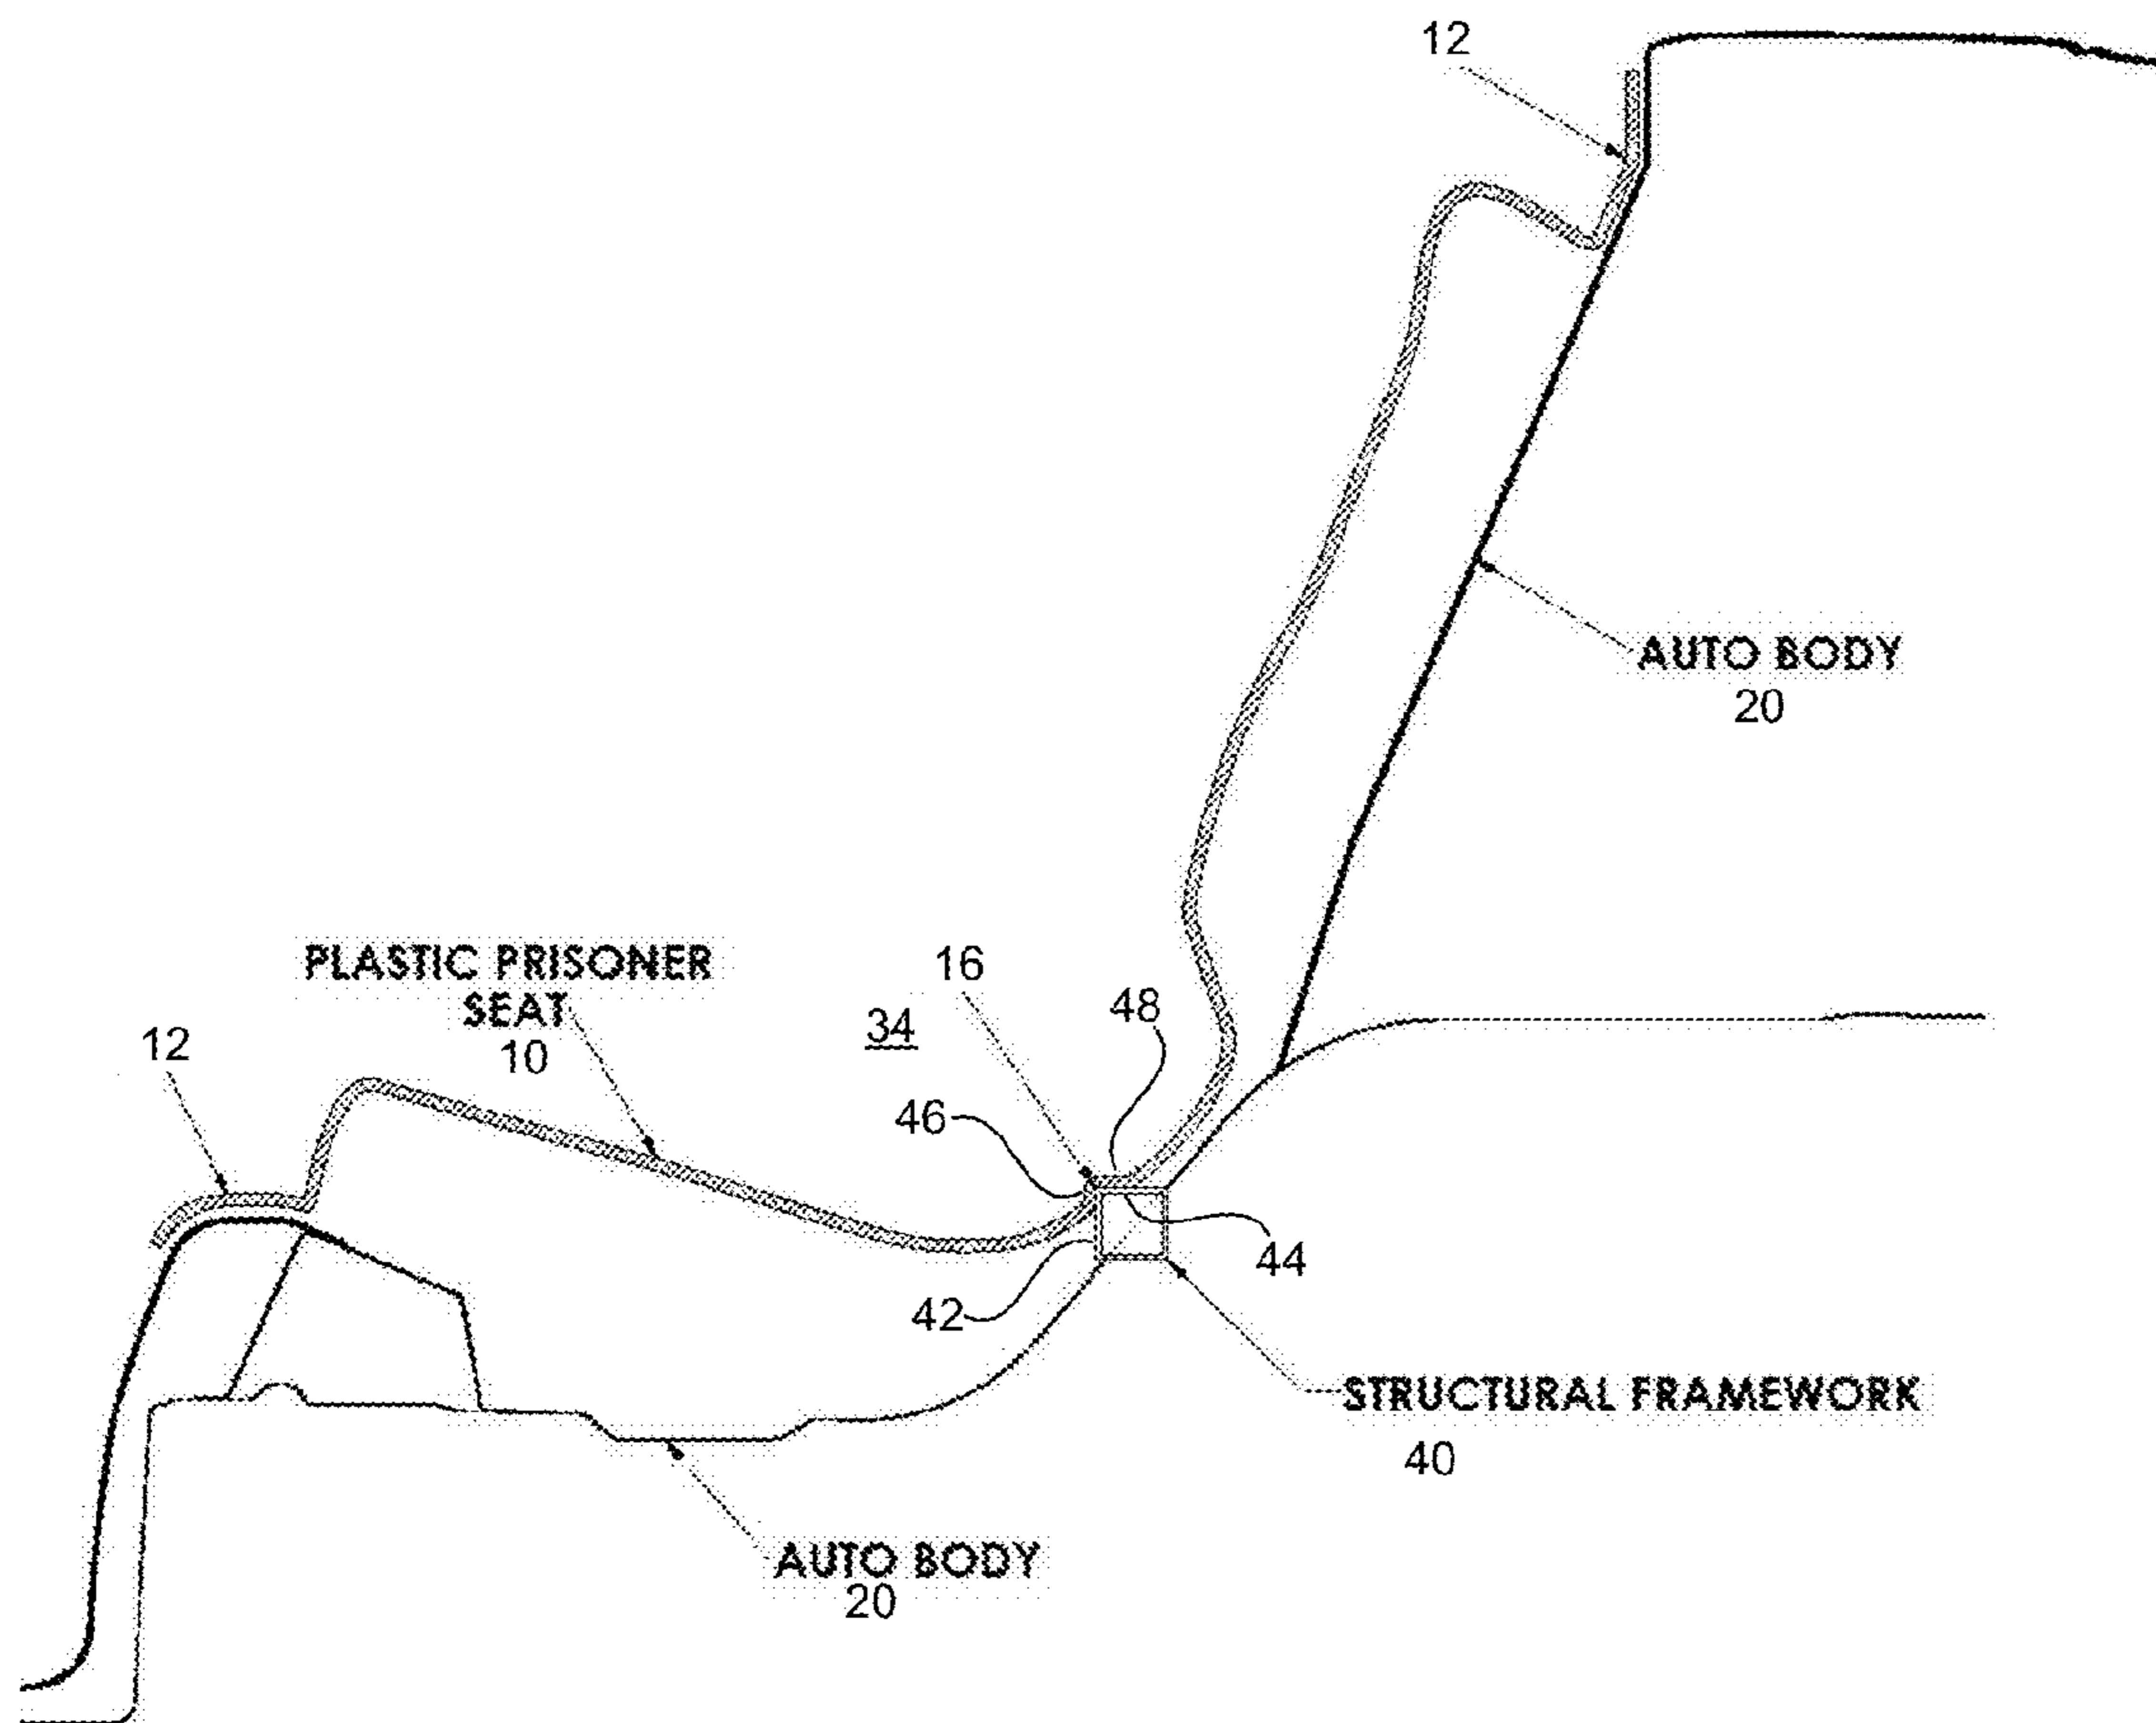 12
AUTO BODY
20
PLASTIC PRISONER
SEAT
10
12
16
34
48
46
44
42
STRUCTURAL FRAMEWORK
40
AUTO BODY
20